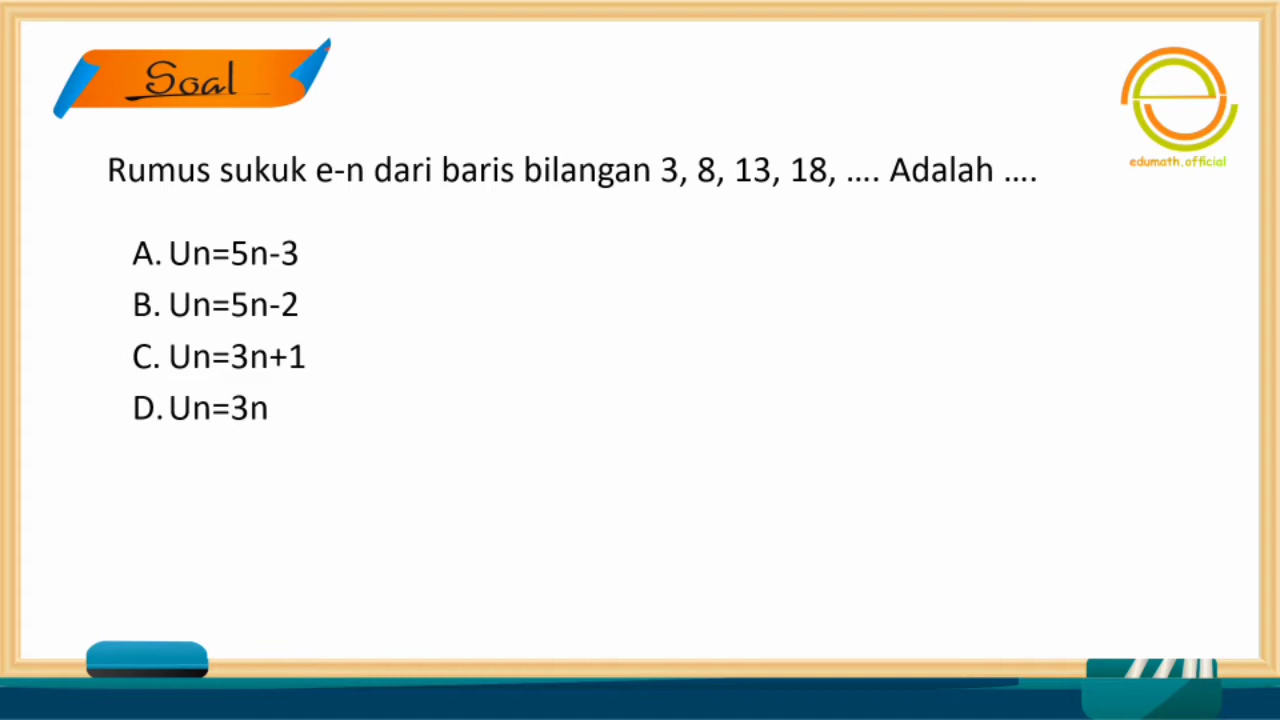 Soal
edumath.official
Rumus sukuk e-n dari baris bilangan 3, 8, 13, 18, .... Adalah ....
A. Un=5n-3
B. Un=5n-2
C. Un=3n+1
D. Un=3n